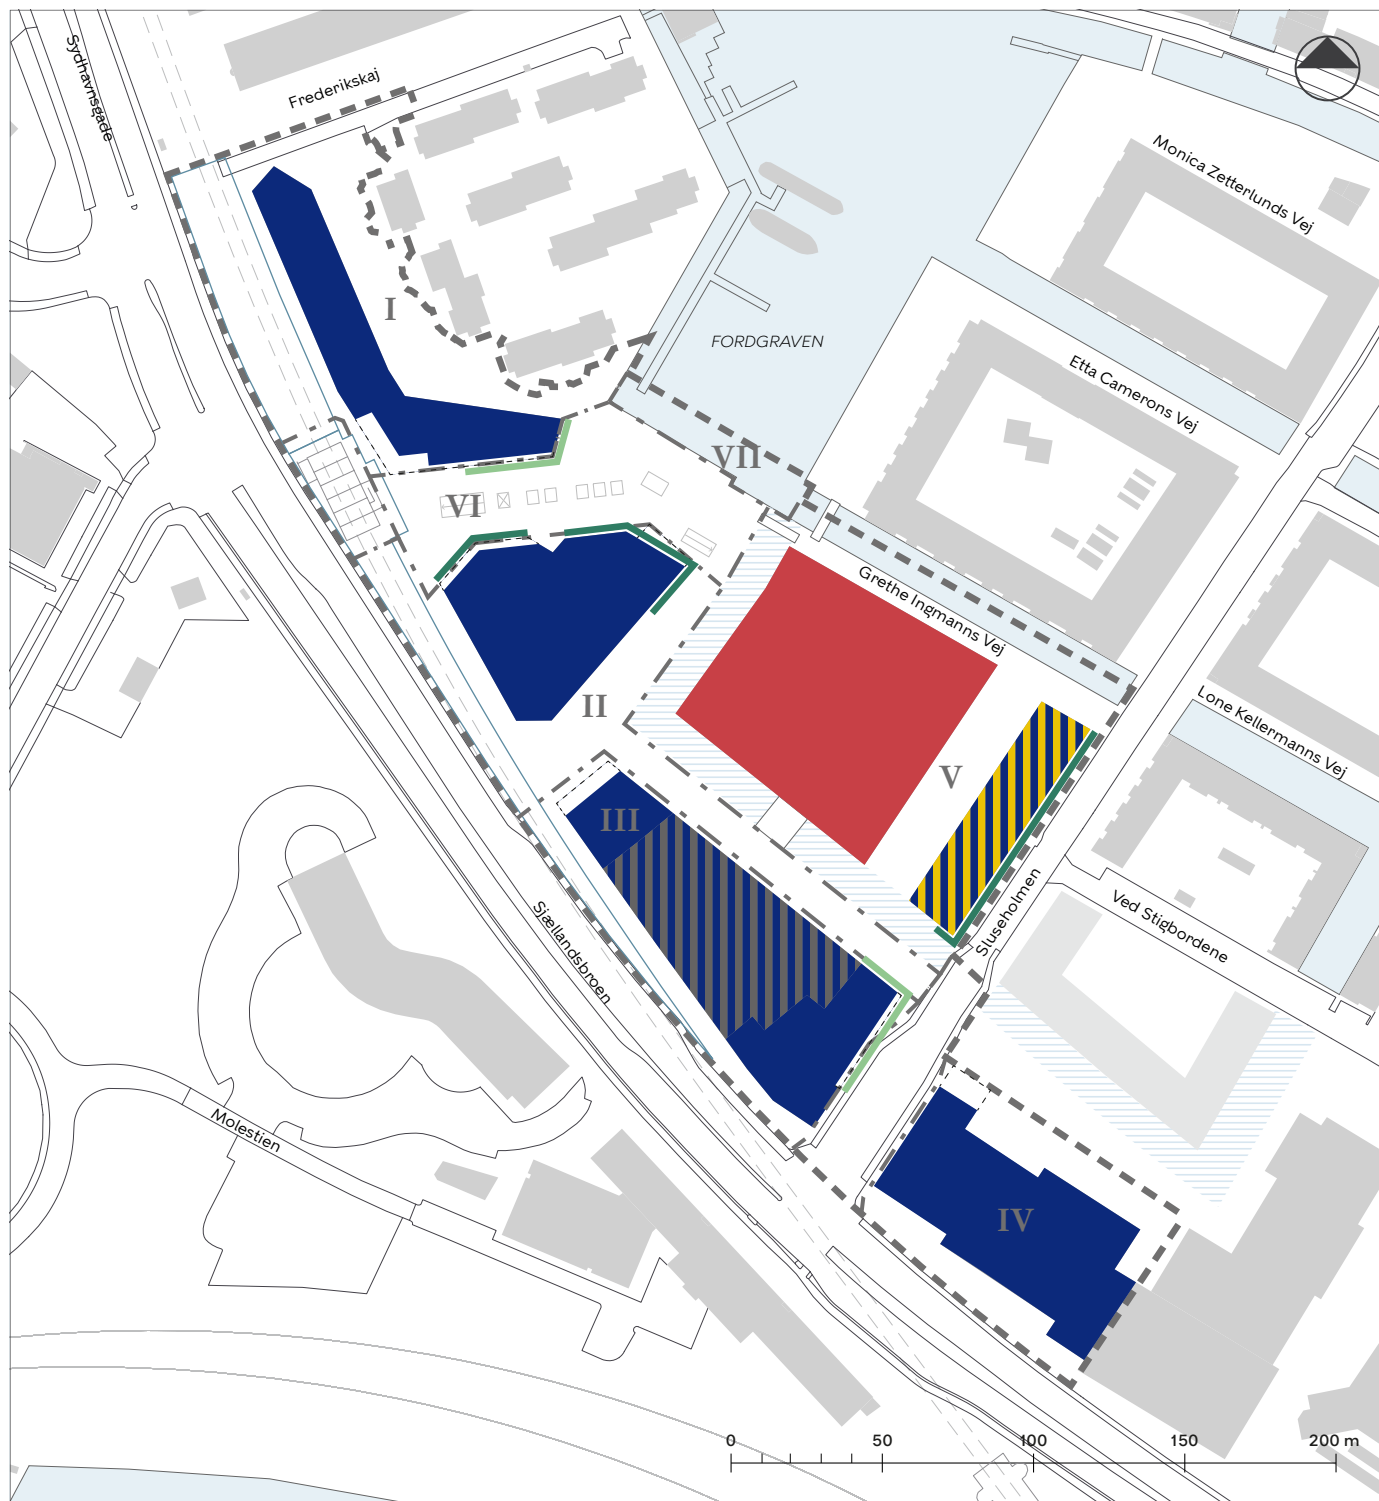 Sydhavnsgade
Frederikskaj
Monica Zetterlunds Vej
I
FORDGRAVEN
Etta Camerons Vej
VII
VI
Grethe Ingmanns Vej
II
Lone Kellermanns Vej
V
III
Sluseholmen
Ved Stigbordene
Sjællandsbroen
Molestien
IV
0 50 100 150 200 m